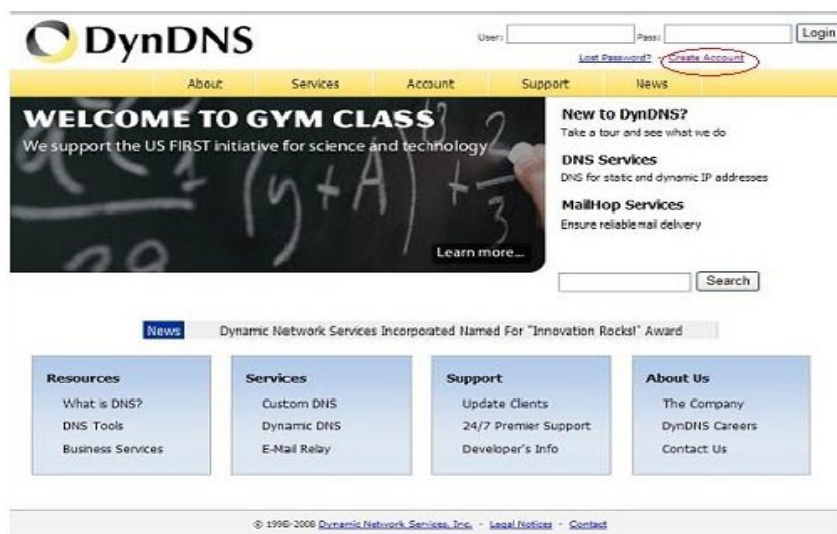 DynDNS
User: Pass: Login
Lost Password? - Create Account
About Services Account Support News
WELCOME TO GYM CLASS
We support the US FIRST initiative for science and technology
Learn more...
New to DynDNS?
Take a tour and see what we do
DNS Services
DNS for static and dynamic IP addresses
MailHop Services
Ensure reliable mail delivery
Search
News Dynamic Network Services Incorporated Named For "Innovation Rocks!" Award
Resources
What is DNS?
DNS Tools
Business Services
Services
Custom DNS
Dynamic DNS
E-Mail Relay
Support
Update Clients
24/7 Premier Support
Developer's Info
About Us
The Company
DynDNS Careers
Contact Us
© 1998-2008 Dynamic Network Services, Inc. - Legal Notices - Contact